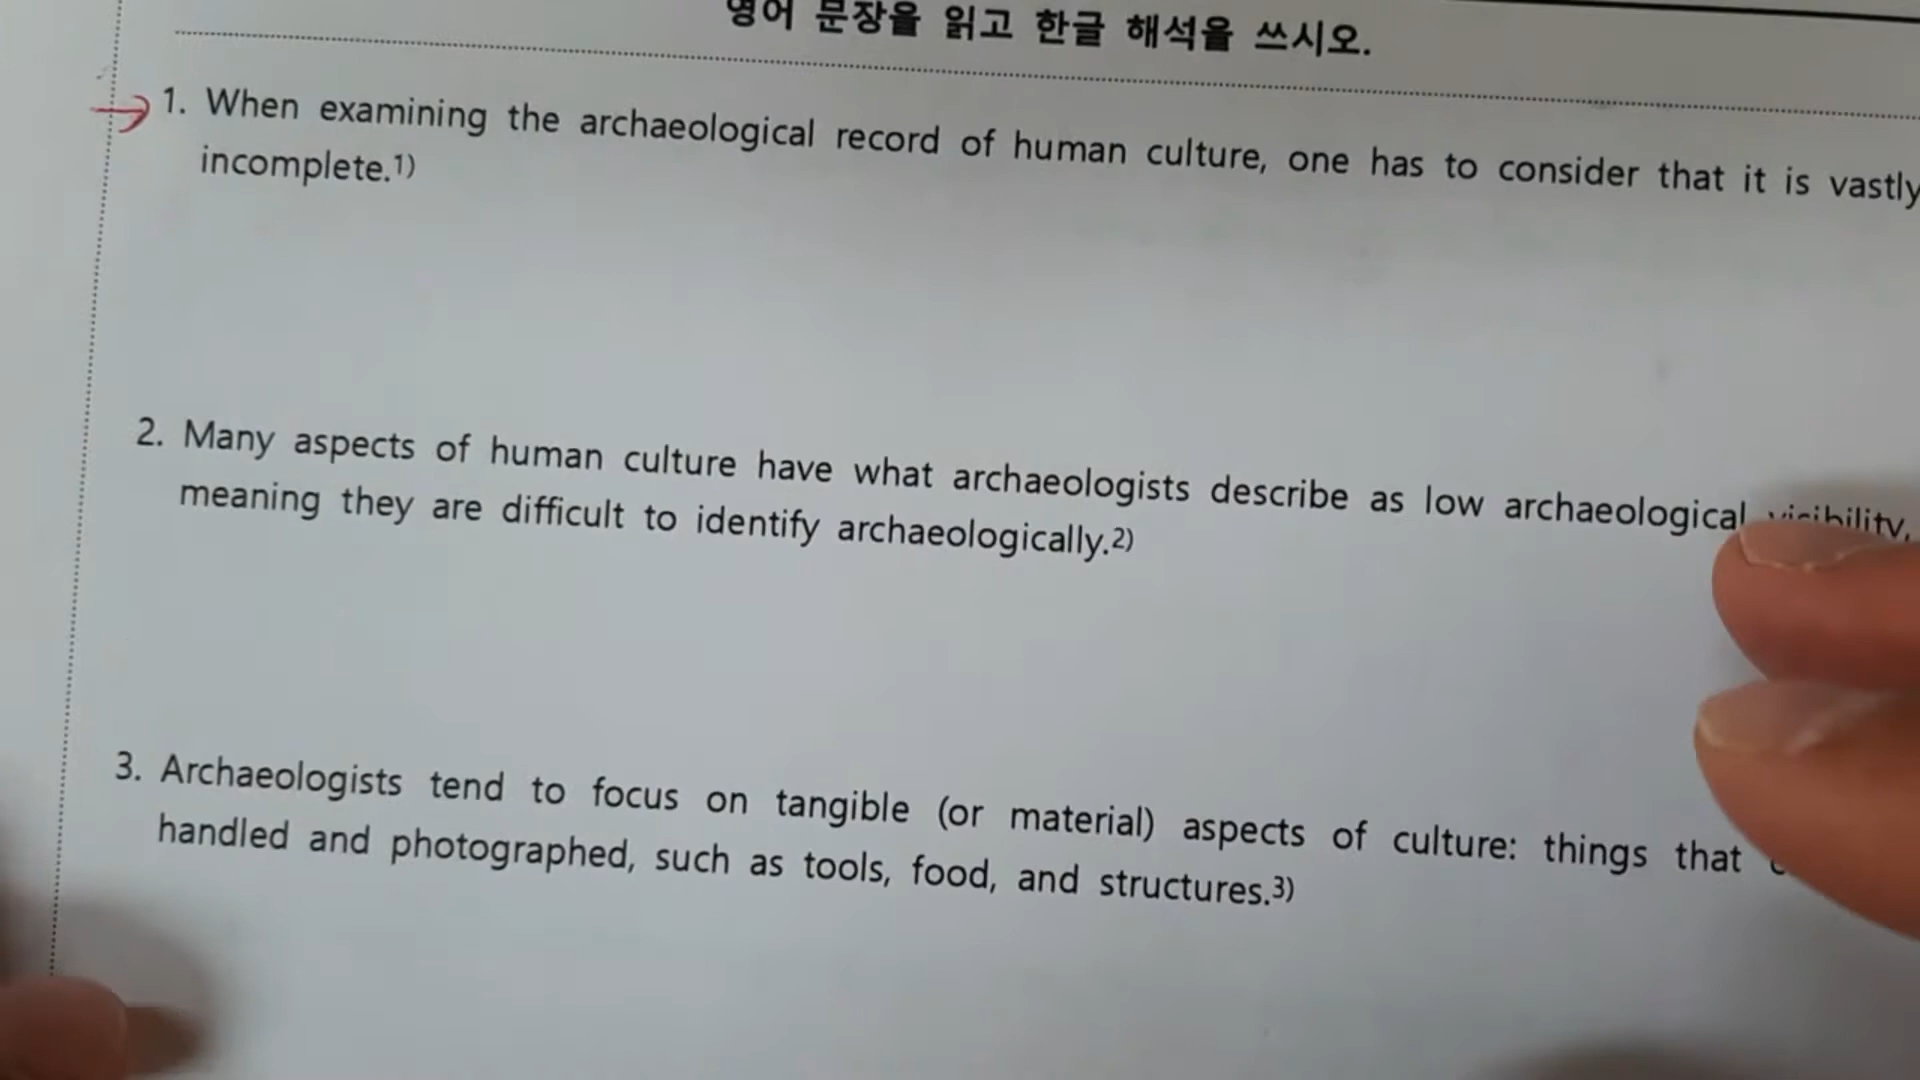 영어 문장을 읽고 한글 해석을 쓰시오.
1. When examining the archaeological record of human culture, one has to consider that it is vastly
incomplete.1)
2. Many aspects of human culture have what archaeologists describe as low archaeological visibility,
meaning they are difficult to identify archaeologically.2)
3. Archaeologists tend to focus on tangible (or material) aspects of culture: things that
handled and photographed, such as tools, food, and structures.3)